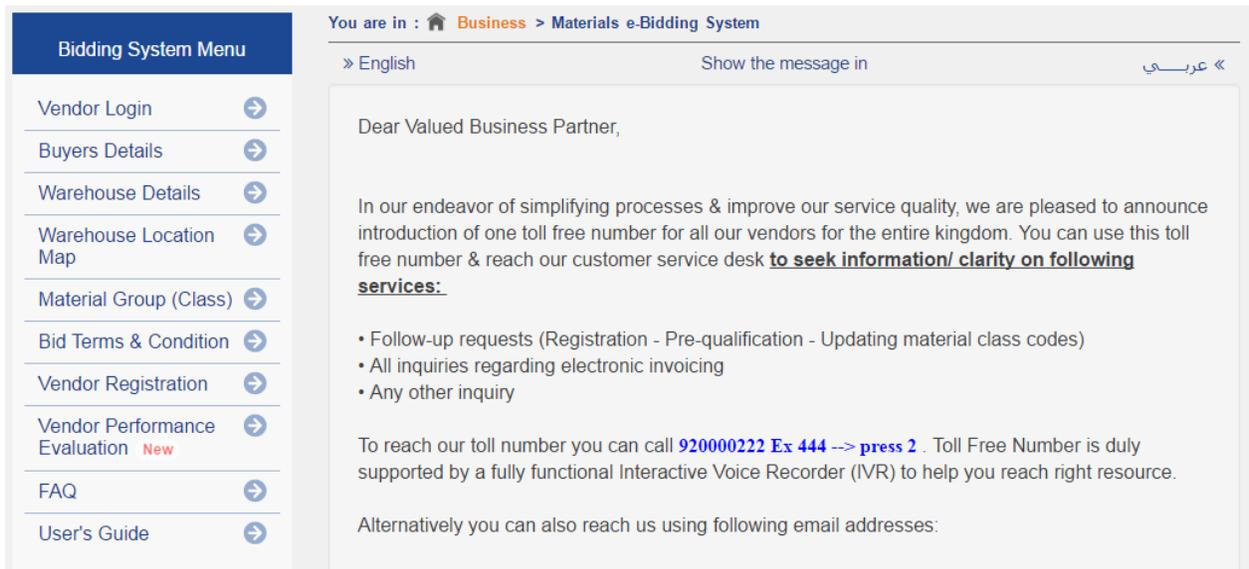 Bidding System Menu
Vendor Login
Buyers Details
Warehouse Details
Warehouse Location
Map
Material Group (Class)
Bid Terms & Condition
Vendor Registration
Vendor Performance
Evaluation New
FAQ
User's Guide
You are in : Business > Materials e-Bidding System
» English Show the message in عربـــــي »
Dear Valued Business Partner,
In our endeavor of simplifying processes & improve our service quality, we are pleased to announce
introduction of one toll free number for all our vendors for the entire kingdom. You can use this toll
free number & reach our customer service desk to seek information/ clarity on following
services:
• Follow-up requests (Registration - Pre-qualification - Updating material class codes)
• All inquiries regarding electronic invoicing
• Any other inquiry
To reach our toll number you can call 920000222 Ex 444 --> press 2 . Toll Free Number is duly
supported by a fully functional Interactive Voice Recorder (IVR) to help you reach right resource.
Alternatively you can also reach us using following email addresses: